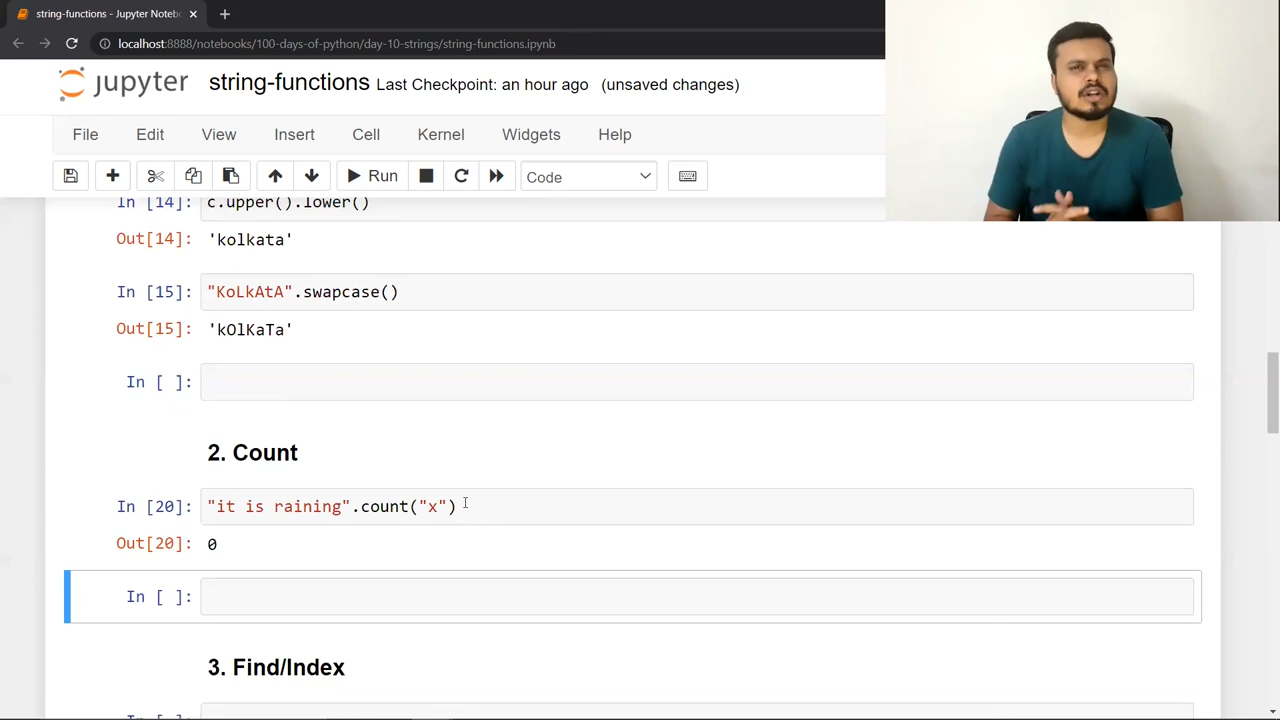 string-functions - Jupyter Noteb
localhost:8888/notebooks/100-days-of-python/day-10-strings/string-functions.ipynb
jupyter string-functions Last Checkpoint: an hour ago (unsaved changes)
File Edit View Insert Cell Kernel Widgets Help
Run Code
In [14]: c.upper().lower()
Out[14]: 'kolkata'
In [15]: "KoLkAtA".swapcase()
Out[15]: 'kOlKaTa'
In [ ]:
2. Count
In [20]: "it is raining".count("x")
Out[20]: 0
In [ ]:
3. Find/Index